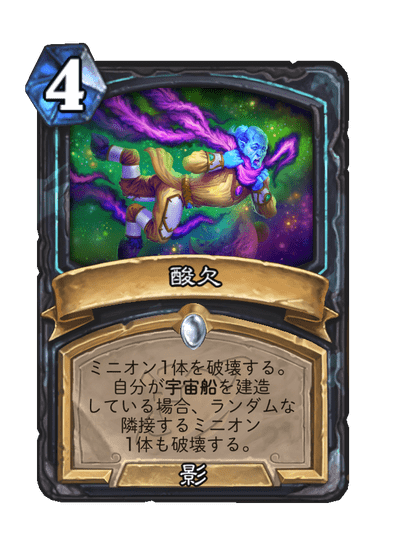 4
酸欠
ミニオン1体を破壊する。
自分が宇宙船を建造
している場合、ランダムな
隣接するミニオン
1体も破壊する。
影